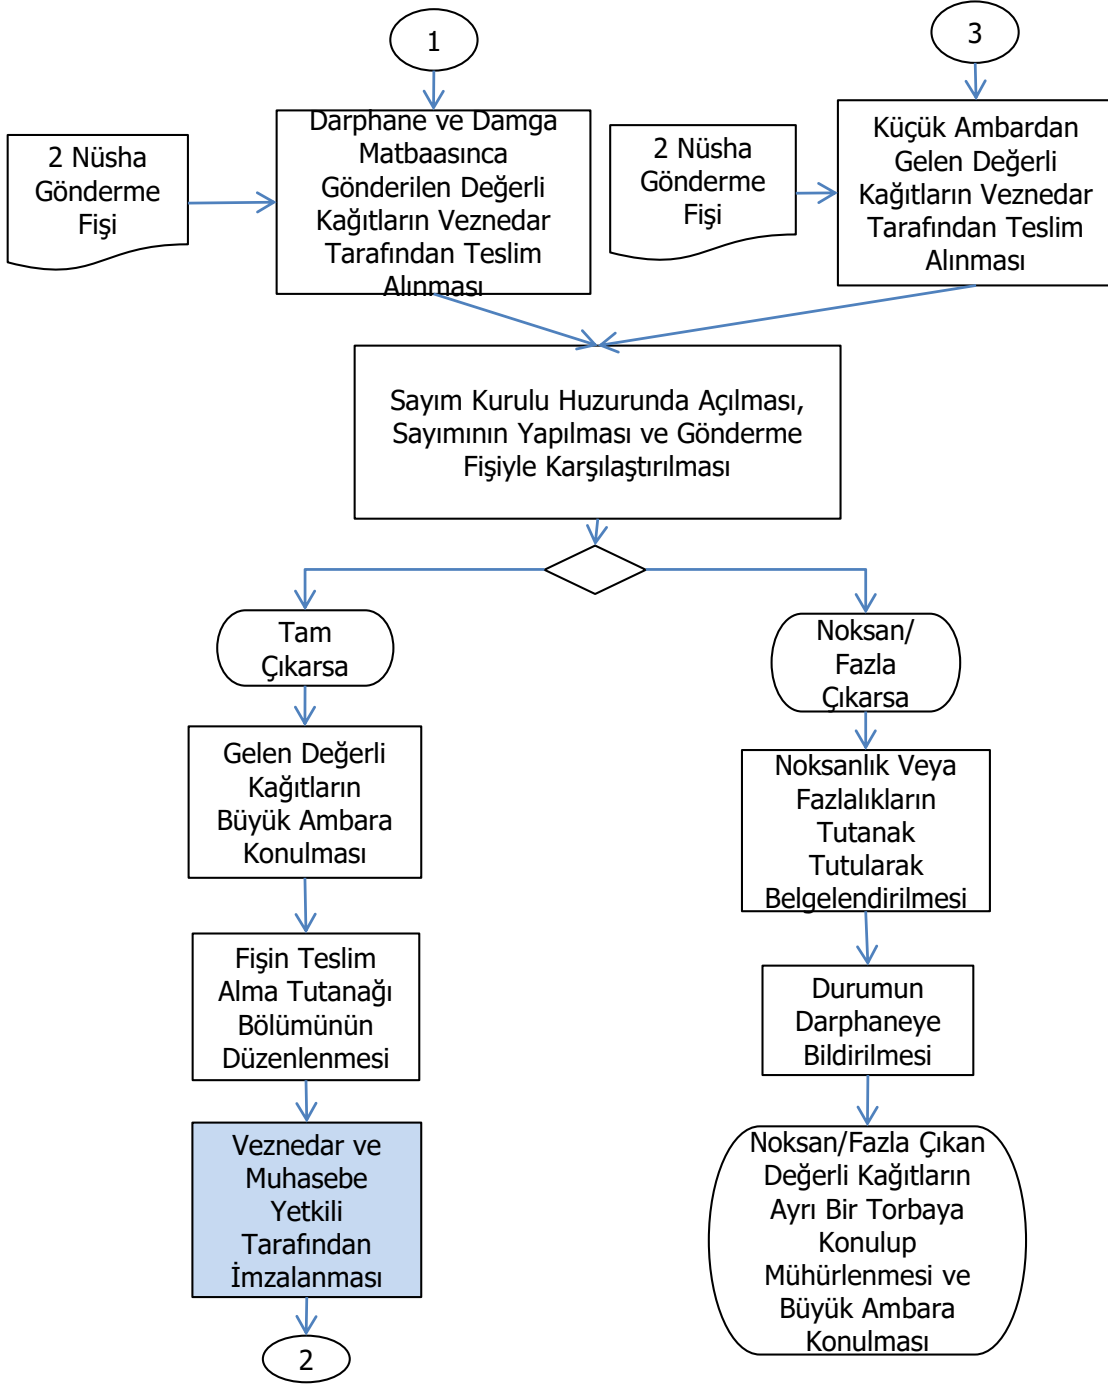 1
3
2 Nüsha
Gönderme
Fişi
Darphane ve Damga
Matbaasınca
Gönderilen Değerli
Kağıtların Veznedar
Tarafından Teslim
Alınması
2 Nüsha
Gönderme
Fişi
Küçük Ambardan
Gelen Değerli
Kağıtların Veznedar
Tarafından Teslim
Alınması
Sayım Kurulu Huzurunda Açılması,
Sayımının Yapılması ve Gönderme
Fişiyle Karşılaştırılması
Tam
Çıkarsa
Noksan/
Fazla
Çıkarsa
Gelen Değerli
Kağıtların
Büyük Ambara
Konulması
Noksanlık Veya
Fazlalıkların
Tutanak
Tutularak
Belgelendirilmesi
Fişin Teslim
Alma Tutanağı
Bölümünün
Düzenlenmesi
Durumun
Darphaneye
Bildirilmesi
Veznedar ve
Muhasebe
Yetkili
Tarafından
İmzalanması
Noksan/Fazla Çıkan
Değerli Kağıtların
Ayrı Bir Torbaya
Konulup
Mühürlenmesi ve
Büyük Ambara
Konulması
2